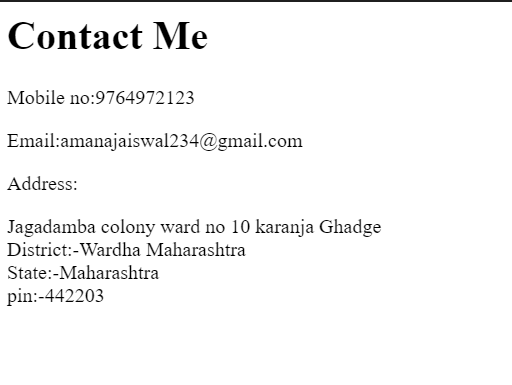 Contact Me
Mobile no:9764972123
Email:amanajaiswal234@gmail.com
Address:
Jagadamba colony ward no 10 karanja Ghadge
District:-Wardha Maharashtra
State:-Maharashtra
pin:-442203